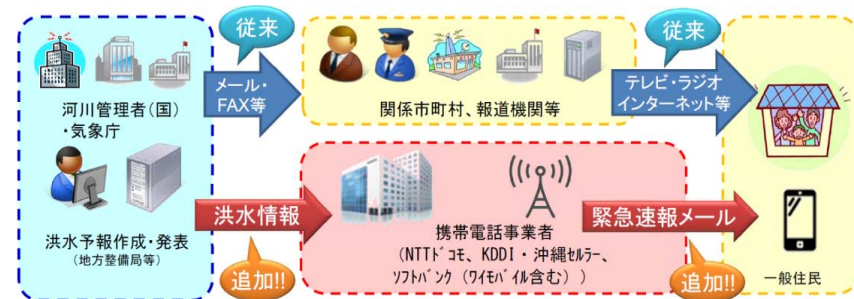 従来
従来
メール・
FAX等
テレビ・ラジオ
インターネット等
河川管理者(国)
・気象庁
関係市町村、報道機関等
洪水情報
緊急速報メール
洪水予報作成・発表
(地方整備局等)
携帯電話事業者
(NTTﾄﾞｺﾓ、KDDI・沖縄ｾﾙﾗｰ、
ｿﾌﾄﾊﾞﾝｸ(ﾜｲﾓﾊﾞｲﾙ含む))
追加!!
追加!!
一般住民